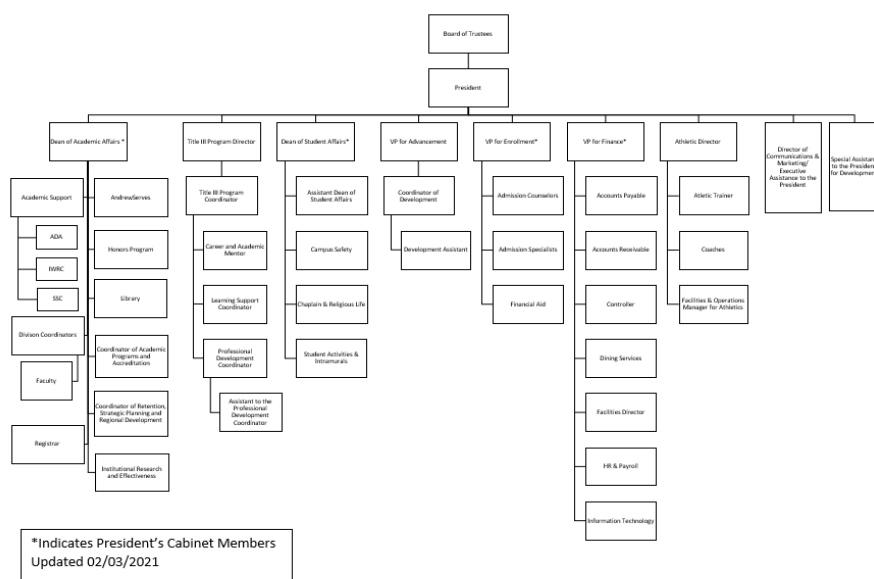 Board of Trustees
President
Dean of Academic Affairs *
Title III Program Director
Dean of Student Affairs*
VP for Advancement
VP for Enrollment*
VP for Finance*
Athletic Director
Director of
Communications &
Marketing/
Executive
Assistance to the
President
Special Assistant
to the President
for Development
Academic Support
ADA
IWRC
SSC
Divison Coordinators
Faculty
Registrar
AndrewServes
Honors Program
Library
Coordinator of Academic
Programs and
Accreditation
Coordinator of Retention,
Strategic Planning and
Regional Development
Institutional Research
and Effectiveness
Title III Program
Coordinator
Career and Academic
Mentor
Learning Support
Coordinator
Professional
Development
Coordinator
Assistant to the
Professional
Development
Coordinator
Assistant Dean of
Student Affairs
Campus Safety
Chaplain & Religious Life
Student Activities &
Intramurals
Coordinator of
Development
Development Assistant
Admission Counselors
Admission Specialists
Financial Aid
Accounts Payable
Accounts Receivable
Controller
Dining Services
Facilities Director
HR & Payroll
Information Technology
Atletic Trainer
Coaches
Facilities & Operations
Manager for Athletics
*Indicates President's Cabinet Members
Updated 02/03/2021